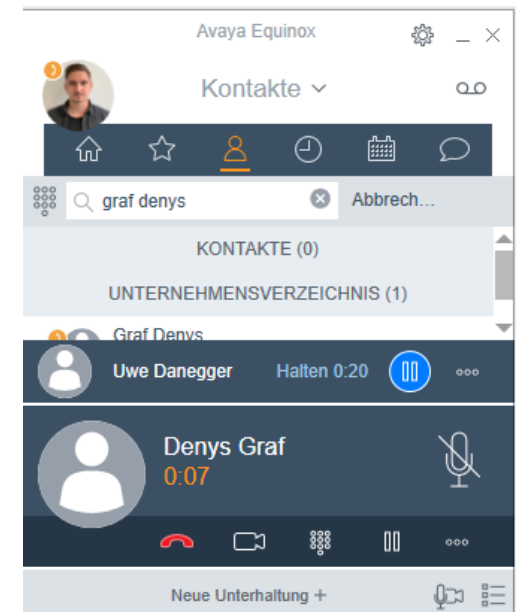 Avaya Equinox
Kontakte
graf denys
Abbrech...
KONTAKTE (0)
UNTERNEHMENSVERZEICHNIS (1)
Graf Denys
Uwe Danegger Halten 0:20
Denys Graf
0:07
Neue Unterhaltung +